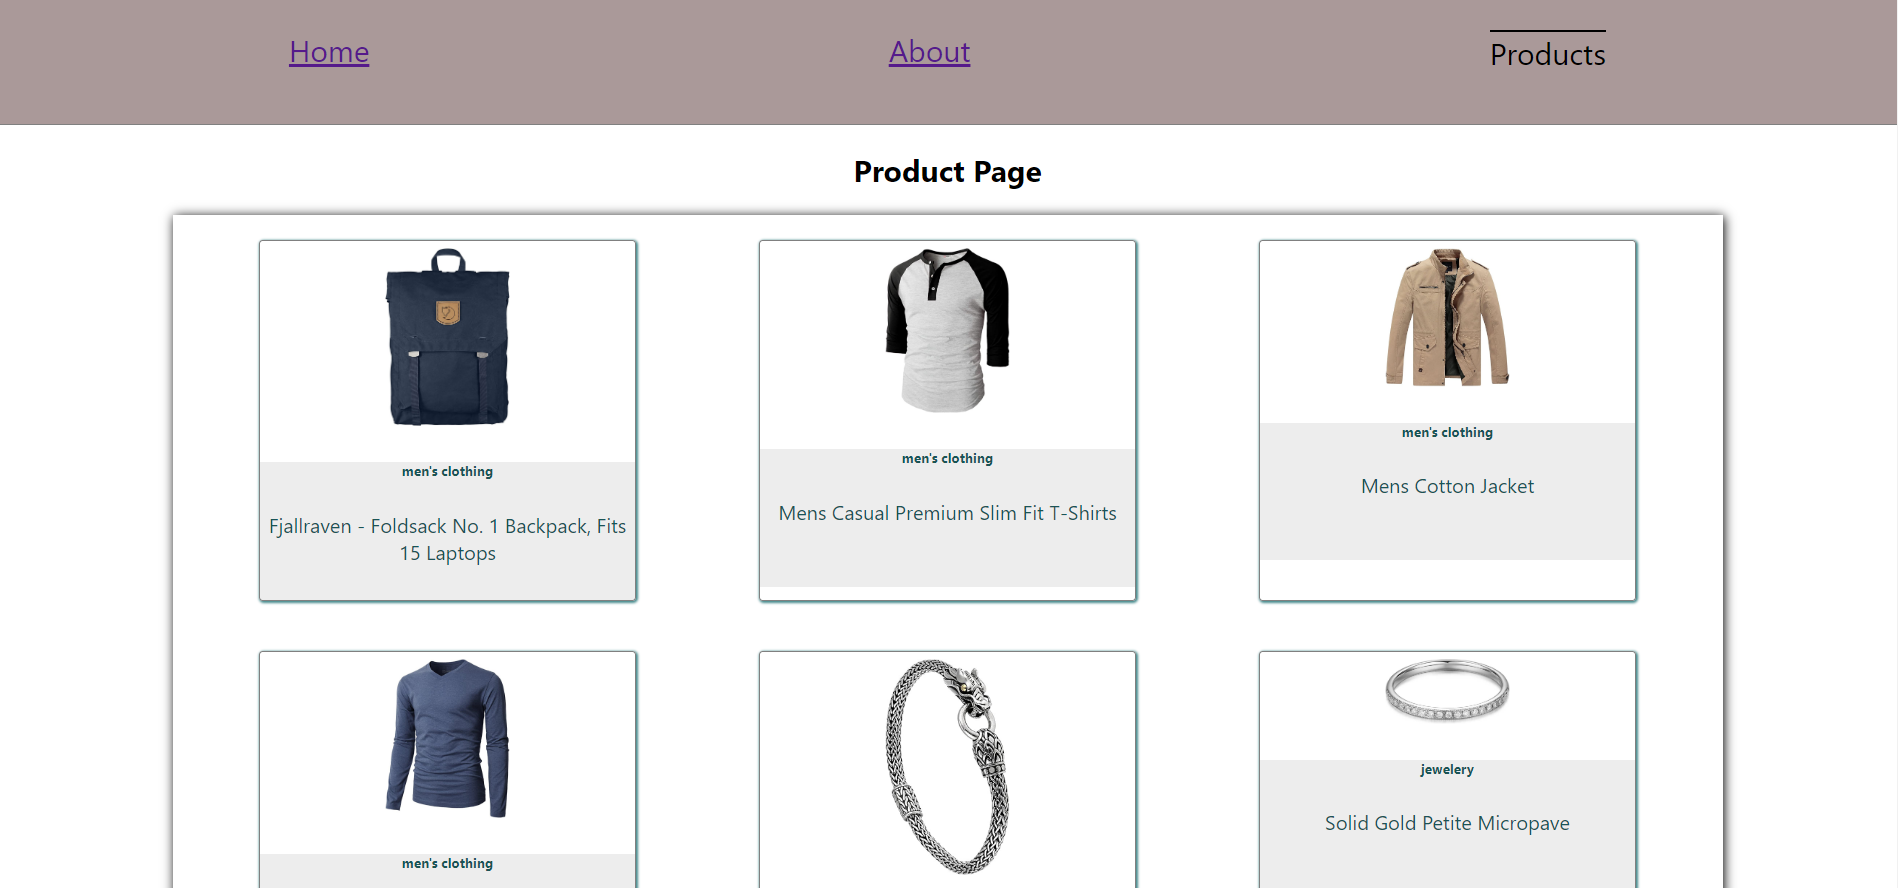 Home
About
Products
Product Page
men's clothing
Fjallraven - Foldsack No. 1 Backpack, Fits
15 Laptops
men's clothing
Mens Casual Premium Slim Fit T-Shirts
men's clothing
Mens Cotton Jacket
men's clothing
jewelery
Solid Gold Petite Micropave